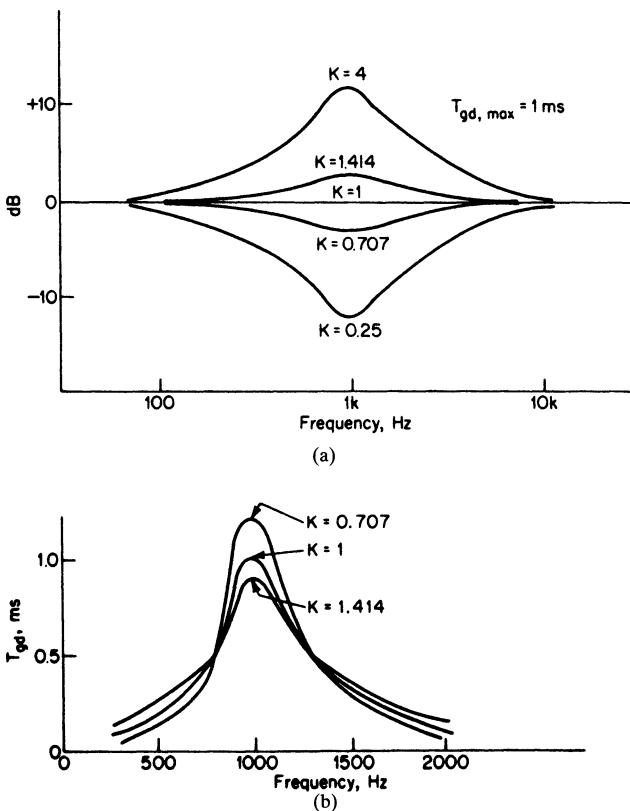 K = 4
+10
T gd, max = 1 ms
K=1.414
K=1
dB
0
K=0.707
−10
K = 0.25
100
1k
10k
Frequency, Hz
(a)
K = 0.707
1.0
K = 1
K = 1.414
Tgd, ms
0.5
0
0
500
1000
1500
2000
Frequency, Hz
(b)